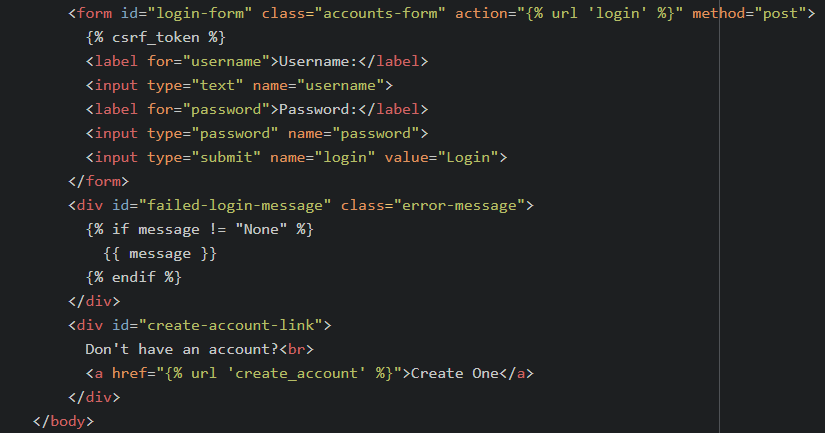 <form id="login-form" class="accounts-form" action="{% url 'login' %}" method="post">
{% csrf_token %}
<label for="username">Username:</label>
<input type="text" name="username">
<label for="password">Password:</label>
<input type="password" name="password">
<input type="submit" name="login" value="Login">
</form>
<div id="failed-login-message" class="error-message">
{% if message != "None" %}
{{ message }}
{% endif %}
</div>
<div id="create-account-link">
Don't have an account?<br>
<a href="{% url 'create_account' %}">Create One</a>
</div>
</body>